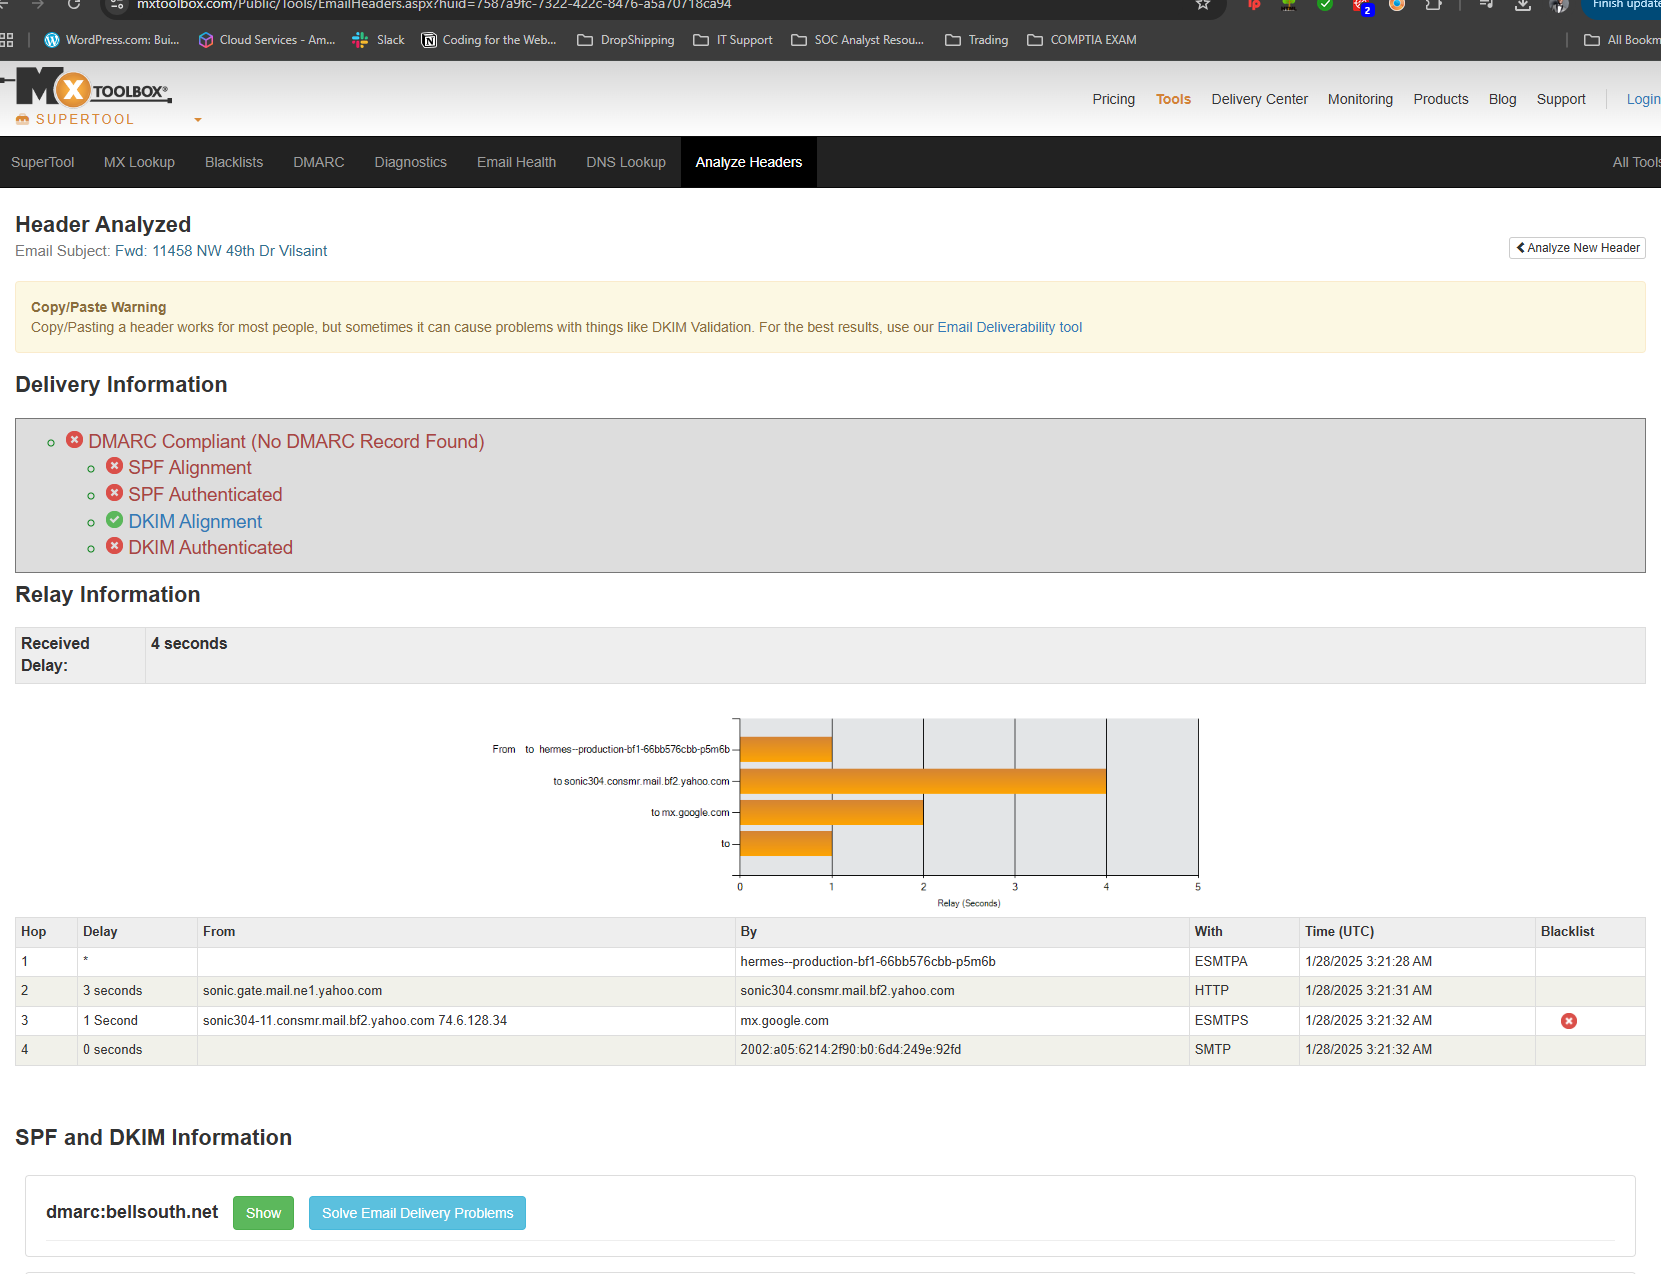 mxtoolbox.com/Public/Tools/EmailHeaders.aspx?huid=7587a9fc-7322-422c-8476-a5a70718ca94
Finish update
WordPress.com: Bui... Cloud Services - Am... Slack Coding for the Web... DropShipping IT Support SOC Analyst Resou... Trading COMPTIA EXAM All Bookm
MX TOOLBOX®
SUPERTOOL
Pricing Tools Delivery Center Monitoring Products Blog Support Login
SuperTool MX Lookup Blacklists DMARC Diagnostics Email Health DNS Lookup Analyze Headers All Tools
Header Analyzed
Email Subject: Fwd: 11458 NW 49th Dr Vilsaint
Analyze New Header
Copy/Paste Warning
Copy/Pasting a header works for most people, but sometimes it can cause problems with things like DKIM Validation. For the best results, use our Email Deliverability tool
Delivery Information
DMARC Compliant (No DMARC Record Found)
SPF Alignment
SPF Authenticated
DKIM Alignment
DKIM Authenticated
Relay Information
Received Delay: 4 seconds
From to hermes--production-bf1-66bb576cbb-p5m6b
to sonic304.consmr.mail.bf2.yahoo.com
to mx.google.com
to
0 1 2 3 4 5
Relay (Seconds)
Hop Delay From By With Time (UTC) Blacklist
1 * hermes--production-bf1-66bb576cbb-p5m6b ESMTPA 1/28/2025 3:21:28 AM
2 3 seconds sonic.gate.mail.ne1.yahoo.com sonic304.consmr.mail.bf2.yahoo.com HTTP 1/28/2025 3:21:31 AM
3 1 Second sonic304-11.consmr.mail.bf2.yahoo.com 74.6.128.34 mx.google.com ESMTPS 1/28/2025 3:21:32 AM
4 0 seconds 2002:a05:6214:2f90:b0:6d4:249e:92fd SMTP 1/28/2025 3:21:32 AM
SPF and DKIM Information
dmarc:bellsouth.net Show Solve Email Delivery Problems